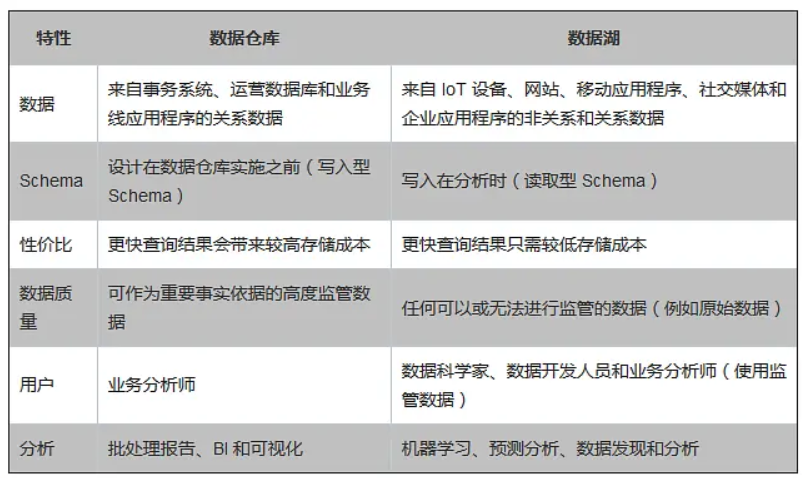 特性 数据仓库 数据湖
数据 来自事务系统、运营数据库和业务 来自 IoT 设备、网站、移动应用程序、社交媒体和
线应用程序的关系数据 企业应用程序的非关系和关系数据
Schema 设计在数据仓库实施之前（写入型 写入在分析时（读取型 Schema）
Schema）
性价比 更快查询结果会带来较高存储成本 更快查询结果只需较低存储成本
数据质 可作为重要事实依据的高度监管数 任何可以或无法进行监管的数据（例如原始数据）
量 据
用户 业务分析师 数据科学家、数据开发人员和业务分析师（使用监
管数据）
分析 批处理报告、BI 和可视化 机器学习、预测分析、数据发现和分析